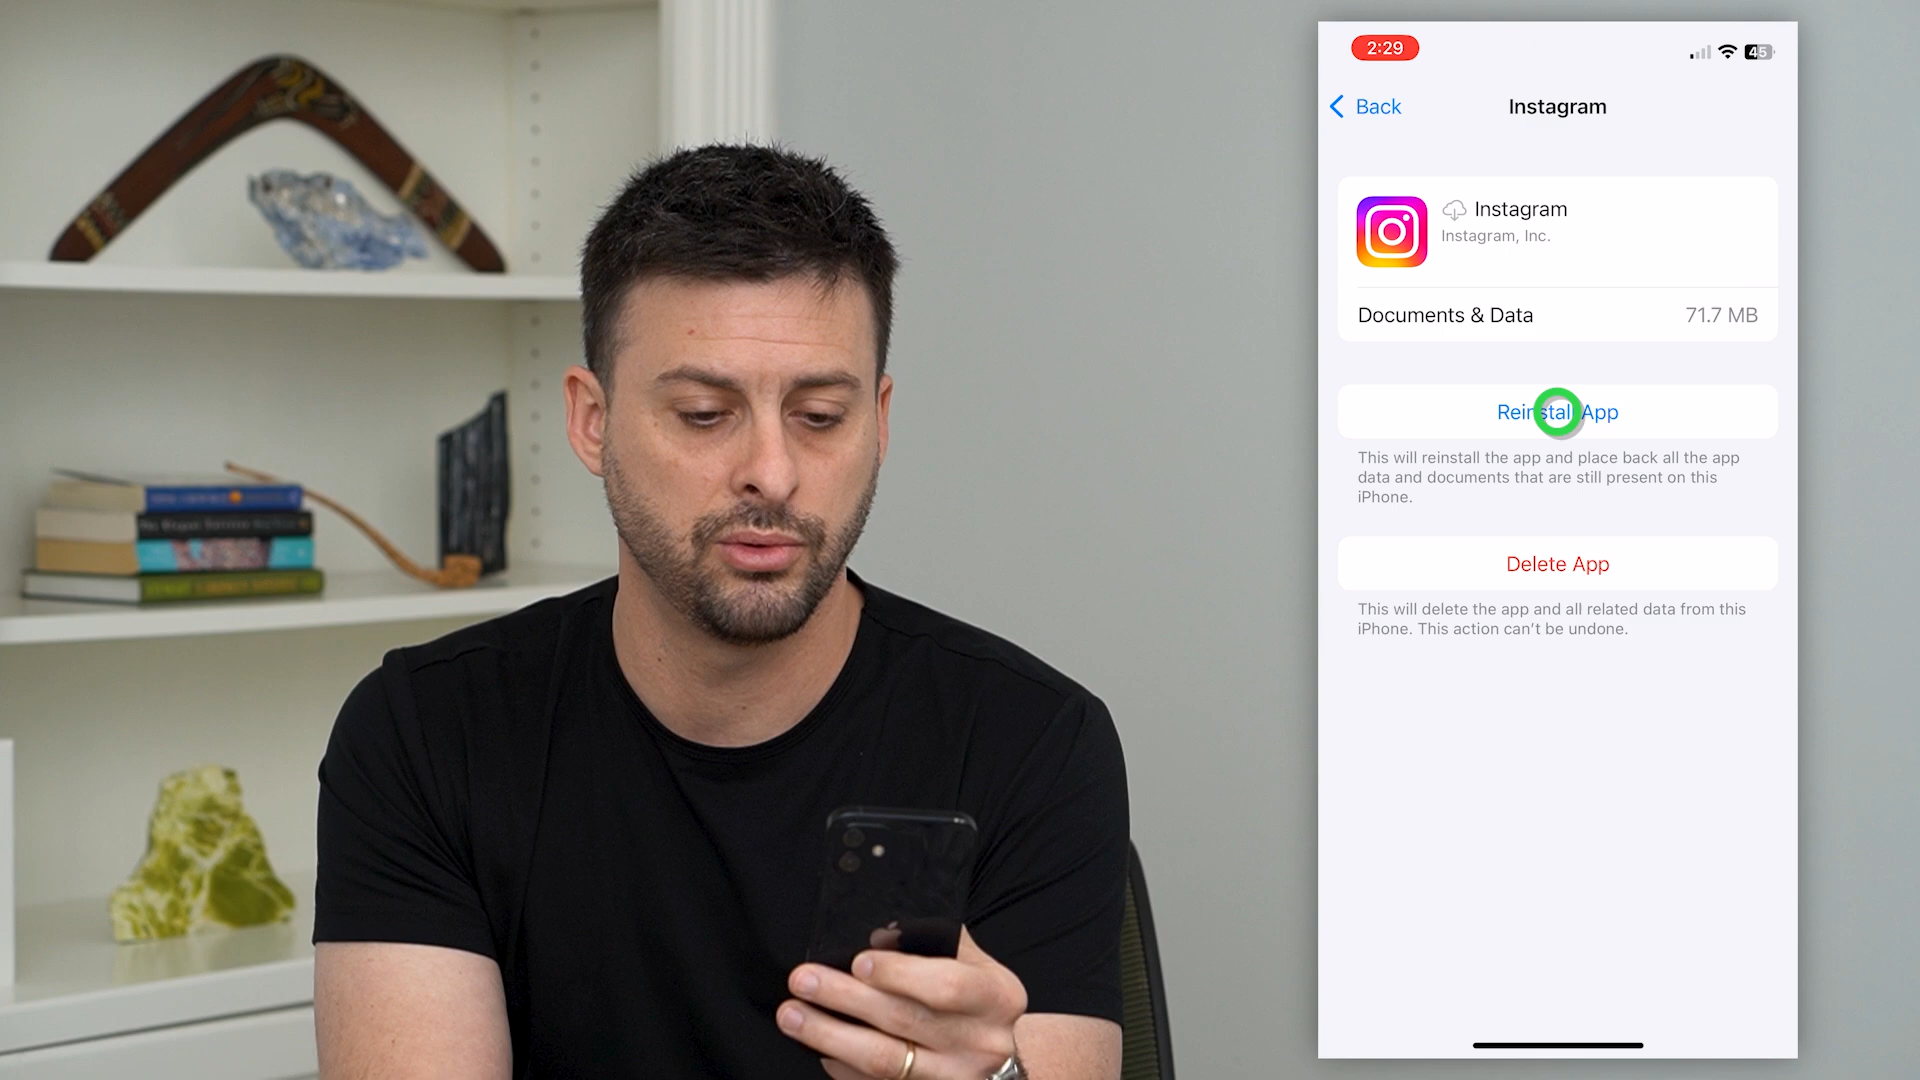 2:29
45
Back
Instagram
Instagram
Instagram, Inc.
Documents & Data 71.7 MB
Reinstall App
This will reinstall the app and place back all the app
data and documents that are still present on this
iPhone.
Delete App
This will delete the app and all related data from this
iPhone. This action can't be undone.